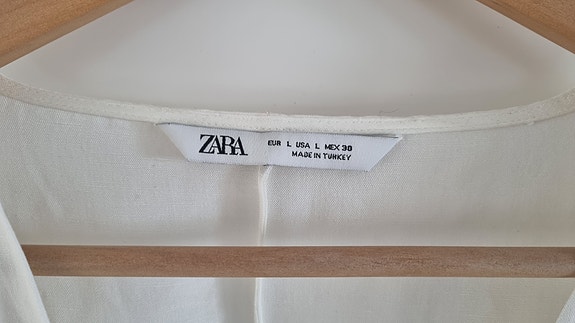 ZARA
EUR L USA L MEX 30
MADE IN TURKEY